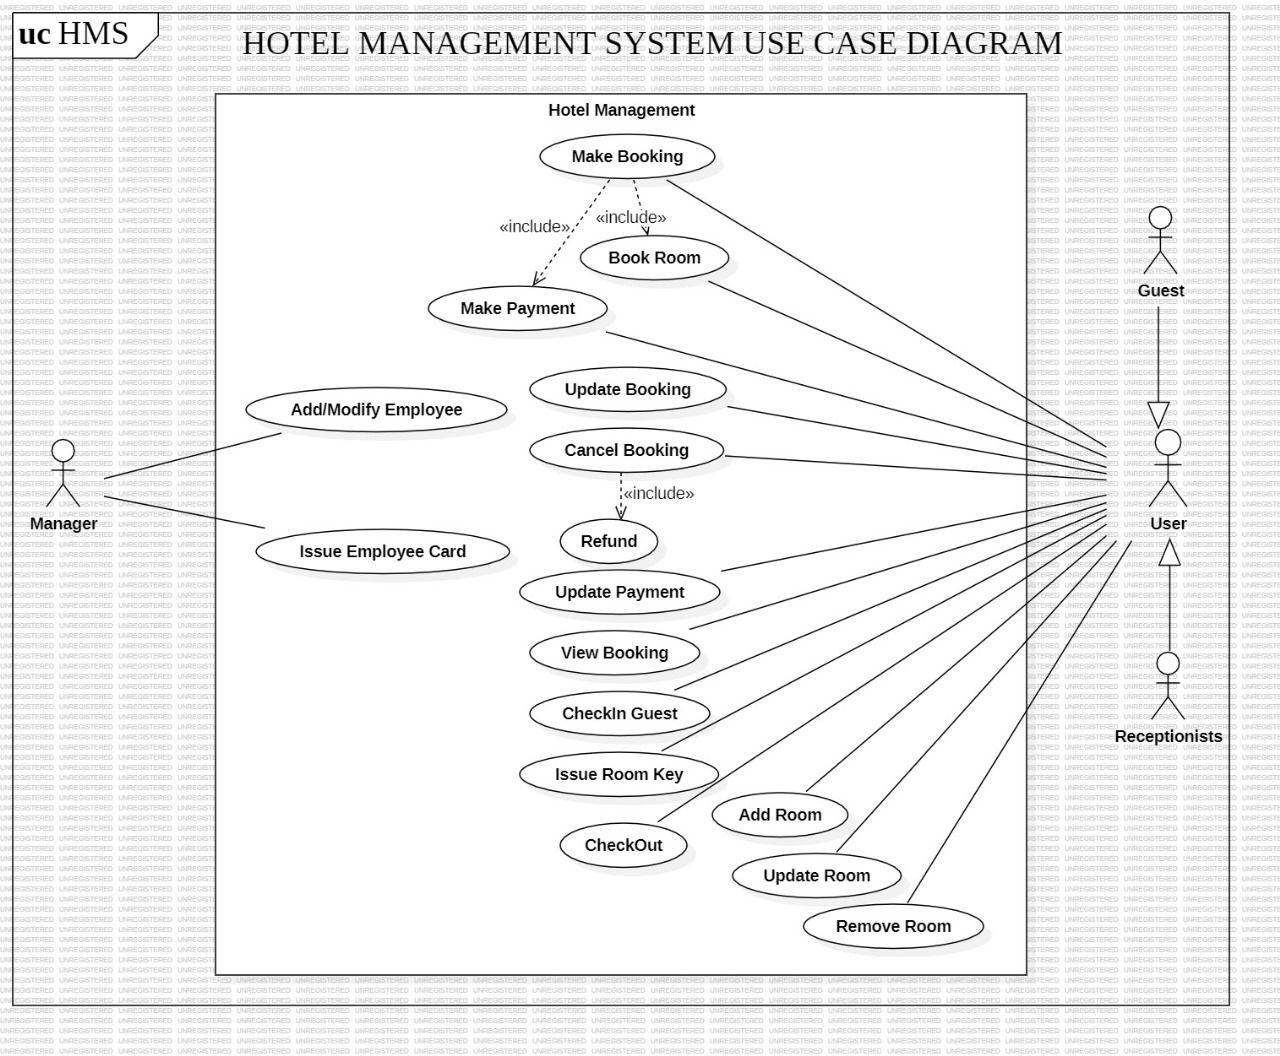 uc HMS
HOTEL MANAGEMENT SYSTEM USE CASE DIAGRAM
Hotel Management
Make Booking
«include»
«include»
Book Room
Guest
Make Payment
Update Booking
Add/Modify Employee
Cancel Booking
«include»
Manager
User
Refund
Issue Employee Card
Update Payment
View Booking
CheckIn Guest
Receptionists
Issue Room Key
Add Room
CheckOut
Update Room
Remove Room
UNREGISTERED